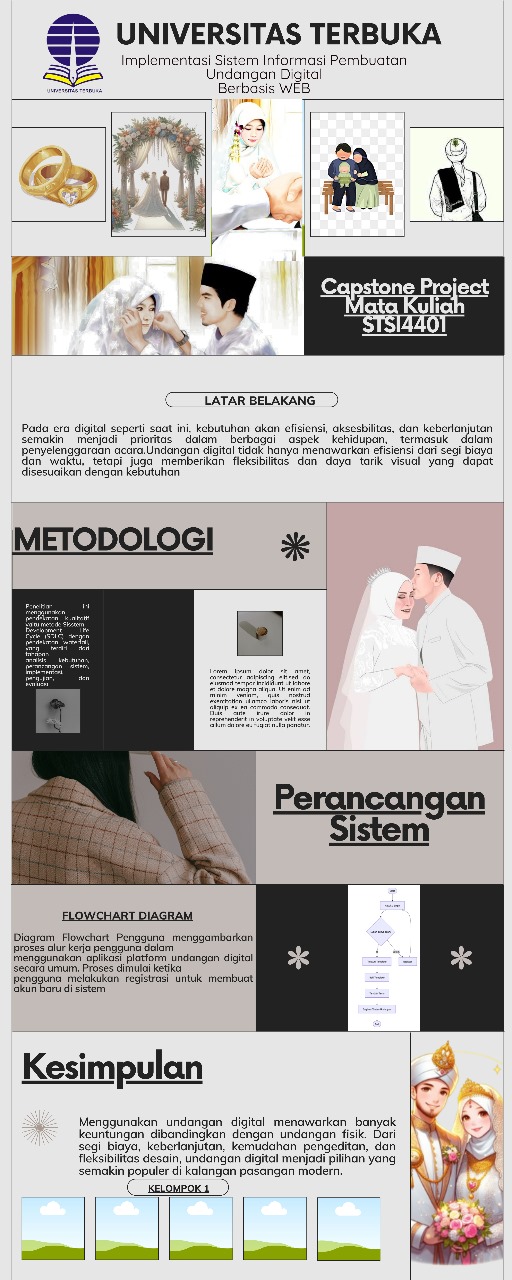 UNIVERSITAS TERBUKA
UNIVERSITAS TERBUKA
Implementasi Sistem Informasi Pembuatan
Undangan Digital
Berbasis WEB
Capstone Project
Mata Kuliah
STSI4401
LATAR BELAKANG
Pada era digital seperti saat ini, kebutuhan akan efisiensi, aksesbilitas, dan keberlanjutan
semakin menjadi prioritas dalam berbagai aspek kehidupan, termasuk dalam
penyelenggaraan acara.Undangan digital tidak hanya menawarkan efisiensi dari segi biaya
dan waktu, tetapi juga memberikan fleksibilitas dan daya tarik visual yang dapat
disesuaikan dengan kebutuhan
METODOLOGI
Penelitian ini
menggunakan
pendekatan kualitatif
yaitu metode Sisstem
Development Life
Cycle (SDLC) dengan
pendekatan waterfall,
yang terdiri dari
tahapan
analisis kebutuhan,
perancangan sistem,
implementasi,
pengujian, dan
evaluasi
Lorem ipsum dolor sit amet,
consectetur adipiscing elit,sed do
eiusmod tempor incididunt ut labore
et dolore magna aliqua. Ut enim ad
minim veniam, quis nostrud
exercitation ullamco laboris nisi ut
aliquip ex ea commodo consequat.
Duis aute irure dolor in
reprehenderit in voluptate velit esse
cillum dolore eu fugiat nulla pariatur.
Perancangan
Sistem
FLOWCHART DIAGRAM
Diagram Flowchart Pengguna menggambarkan
proses alur kerja pengguna dalam
menggunakan aplikasi platform undangan digital
secara umum. Proses dimulai ketika
pengguna melakukan registrasi untuk membuat
akun baru di sistem
Kesimpulan
Menggunakan undangan digital menawarkan banyak
keuntungan dibandingkan dengan undangan fisik. Dari
segi biaya, keberlanjutan, kemudahan pengeditan, dan
fleksibilitas desain, undangan digital menjadi pilihan yang
semakin populer di kalangan pasangan modern.
KELOMPOK 1